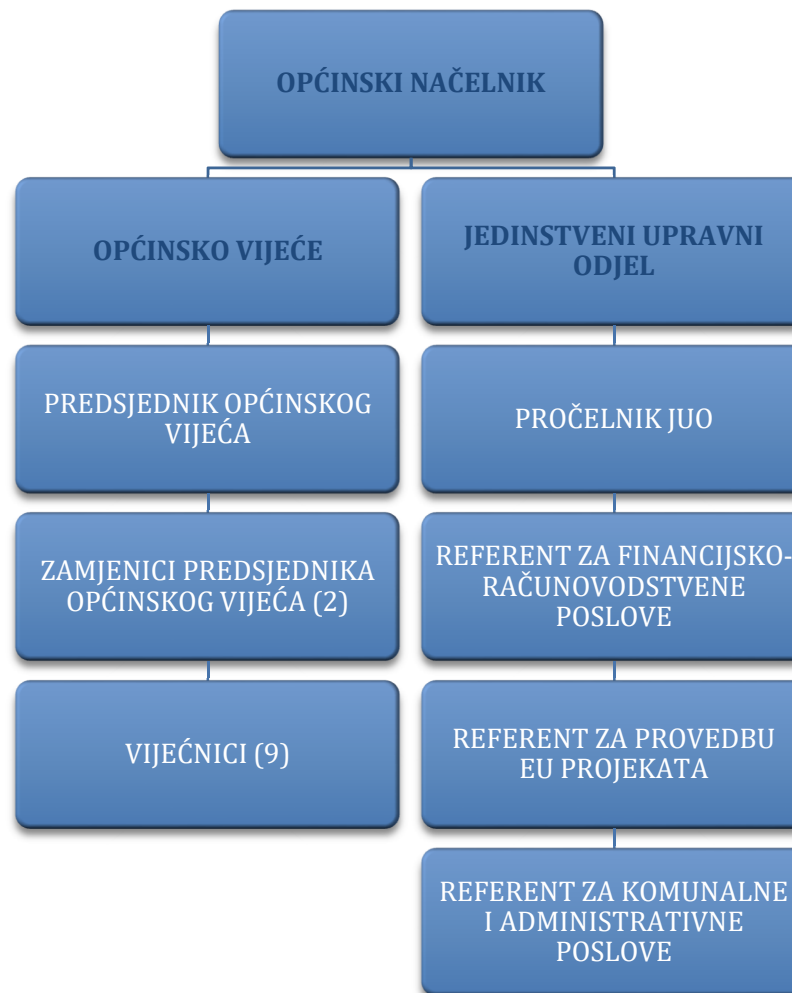 OPĆINSKI NAČELNIK
OPĆINSKO VIJEĆE
PREDSJEDNIK OPĆINSKOG
VIJEĆA
ZAMJENICI PREDSJEDNIKA
OPĆINSKOG VIJEĆA (2)
VIJEĆNICI (9)
JEDINSTVENI UPRAVNI
ODJEL
PROČELNIK JUO
REFERENT ZA FINANCIJSKO-
RAČUNOVODSTVENE
POSLOVE
REFERENT ZA PROVEDBU
EU PROJEKATA
REFERENT ZA KOMUNALNE
I ADMINISTRATIVNE
POSLOVE